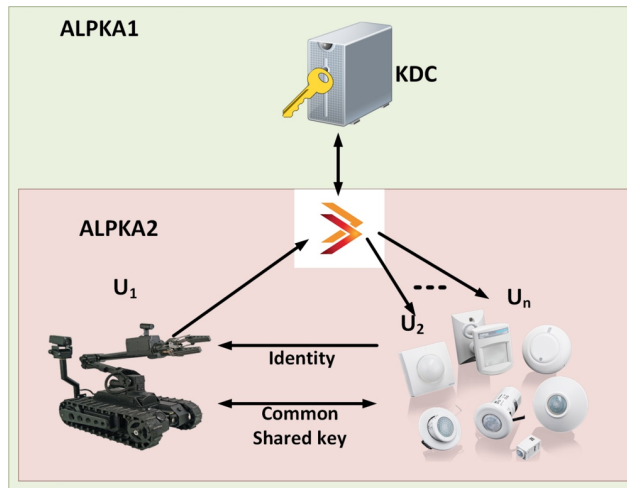 ALPKA1
KDC
ALPKA2
U1
U2
Un
Identity
Common
Shared key